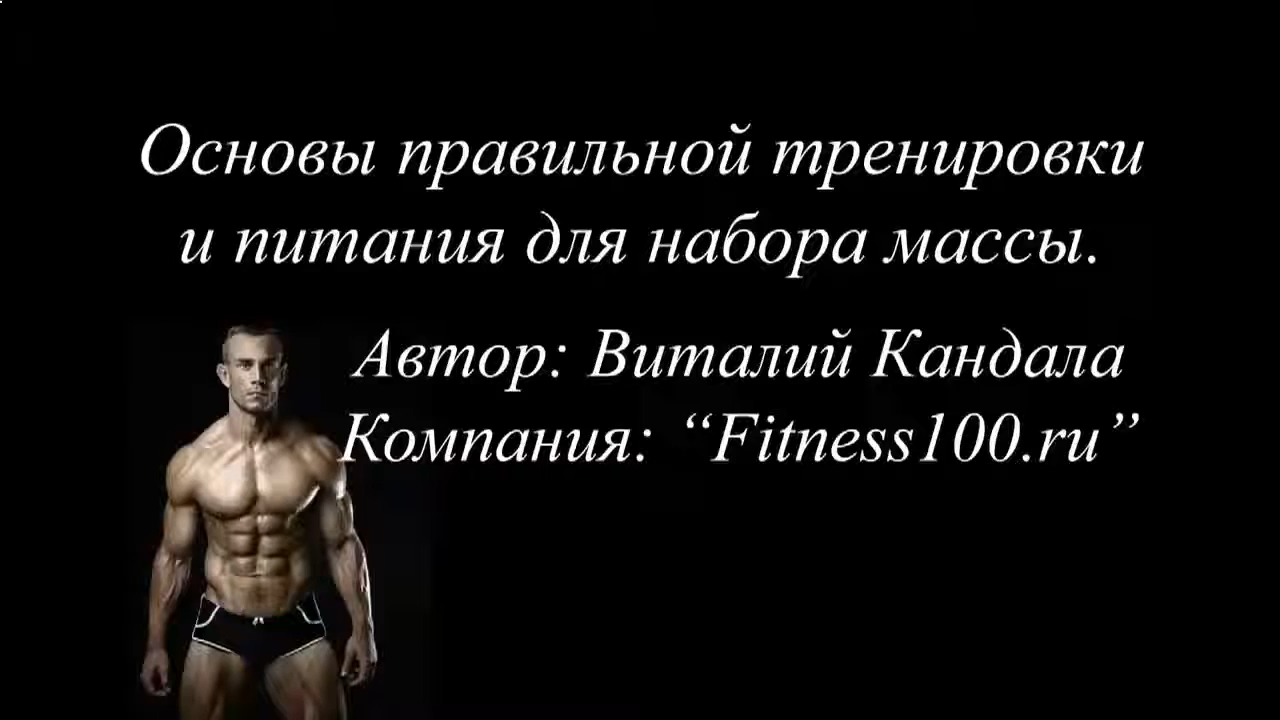 Основы правильной тренировки
и питания для набора массы.
Автор: Виталий Кандала
Компания: “Fitness100.ru”